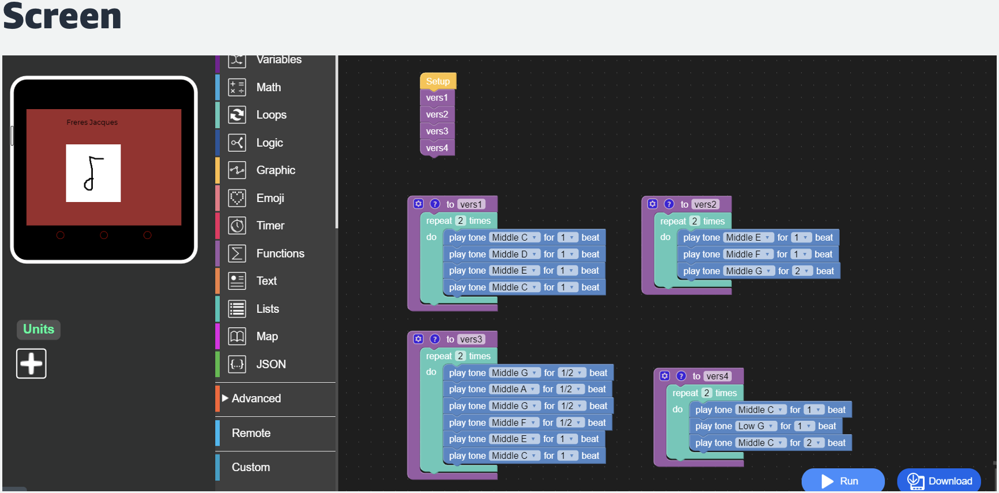 Screen
Freres Jacques
Units
Variables
Math
Loops
Logic
Graphic
Emoji
Timer
Functions
Text
Lists
Map
JSON
Advanced
Remote
Custom
Setup
vers1
vers2
vers3
vers4
? to vers1
repeat 2 times
do play tone Middle C for 1 beat
play tone Middle D for 1 beat
play tone Middle E for 1 beat
play tone Middle C for 1 beat
? to vers2
repeat 2 times
do play tone Middle E for 1 beat
play tone Middle F for 1 beat
play tone Middle G for 2 beat
? to vers3
repeat 2 times
do play tone Middle G for 1/2 beat
play tone Middle A for 1/2 beat
play tone Middle G for 1/2 beat
play tone Middle F for 1/2 beat
play tone Middle E for 1 beat
play tone Middle C for 1 beat
? to vers4
repeat 2 times
do play tone Middle C for 1 beat
play tone Low G for 1 beat
play tone Middle C for 2 beat
Run
Download